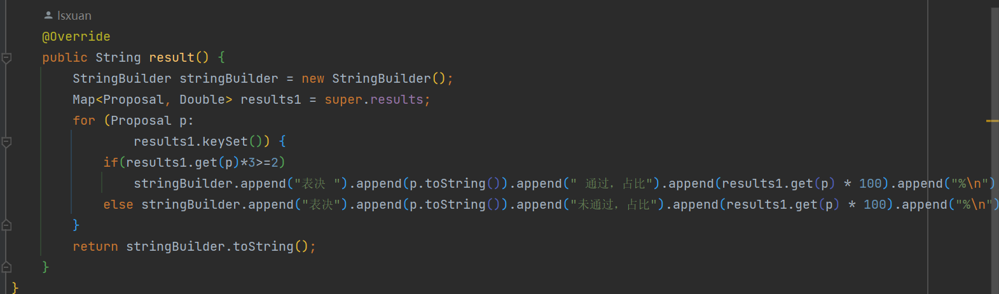 lsxuan
@Override
public String result() {
StringBuilder stringBuilder = new StringBuilder();
Map<Proposal, Double> results1 = super.results;
for (Proposal p:
results1.keySet()) {
if(results1.get(p)*3>=2)
stringBuilder.append("表决 ").append(p.toString()).append(" 通过，占比").append(results1.get(p) * 100).append("%\n")
else stringBuilder.append("表决").append(p.toString()).append("未通过，占比").append(results1.get(p) * 100).append("%\n")
}
return stringBuilder.toString();
}
}